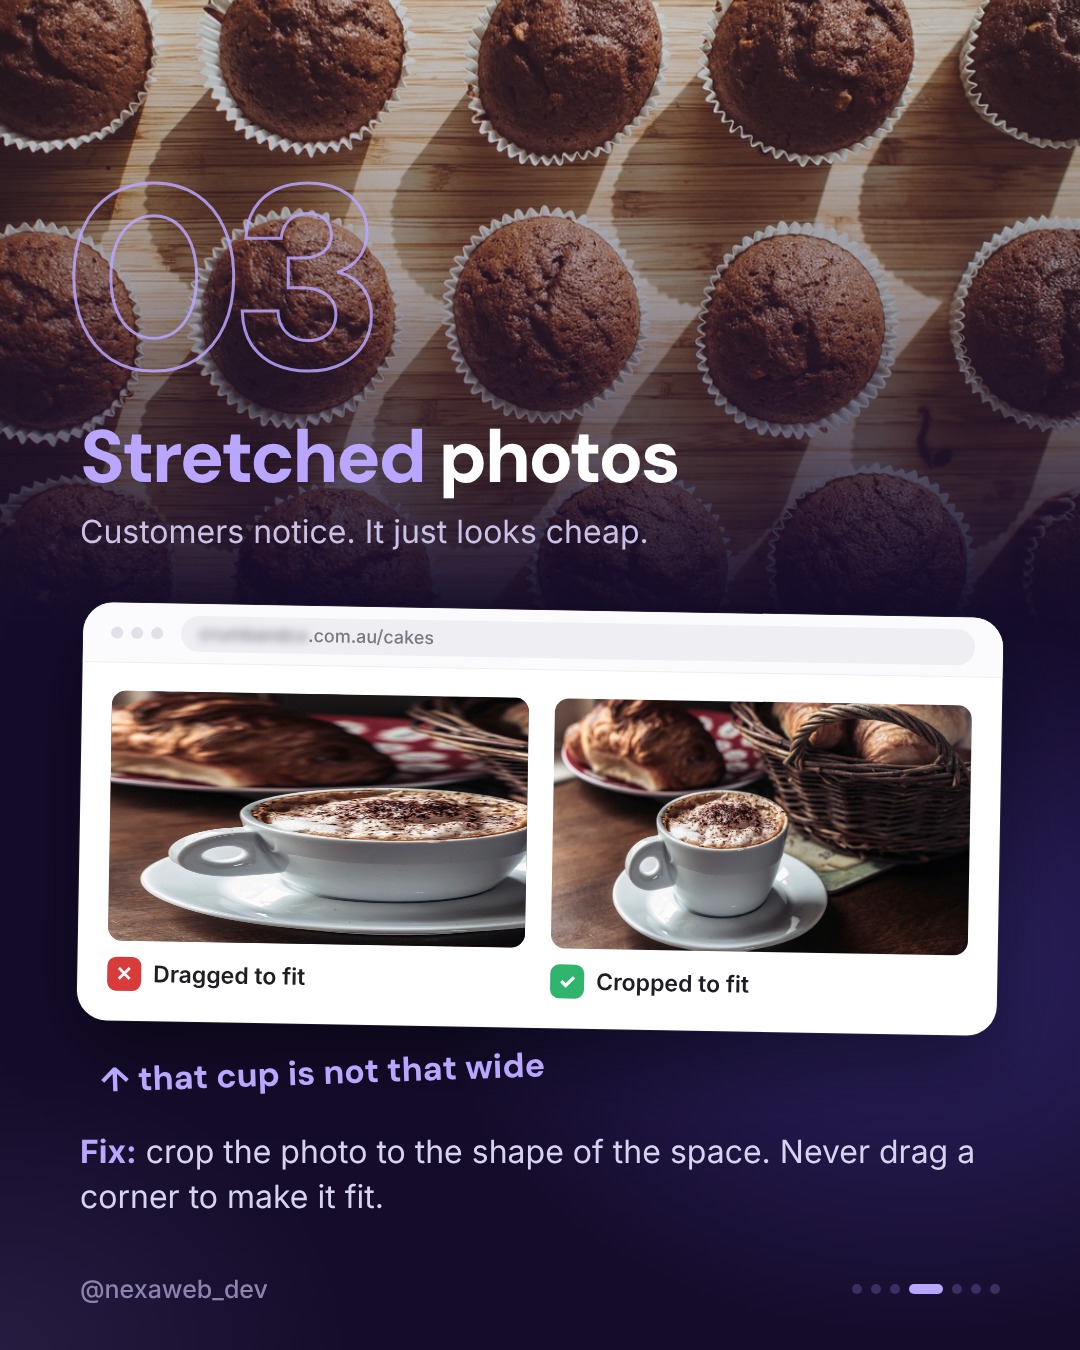 03
Stretched photos
Customers notice. It just looks cheap.
.com.au/cakes
Dragged to fit
Cropped to fit
↑ that cup is not that wide
Fix: crop the photo to the shape of the space. Never drag a
corner to make it fit.
@nexaweb_dev